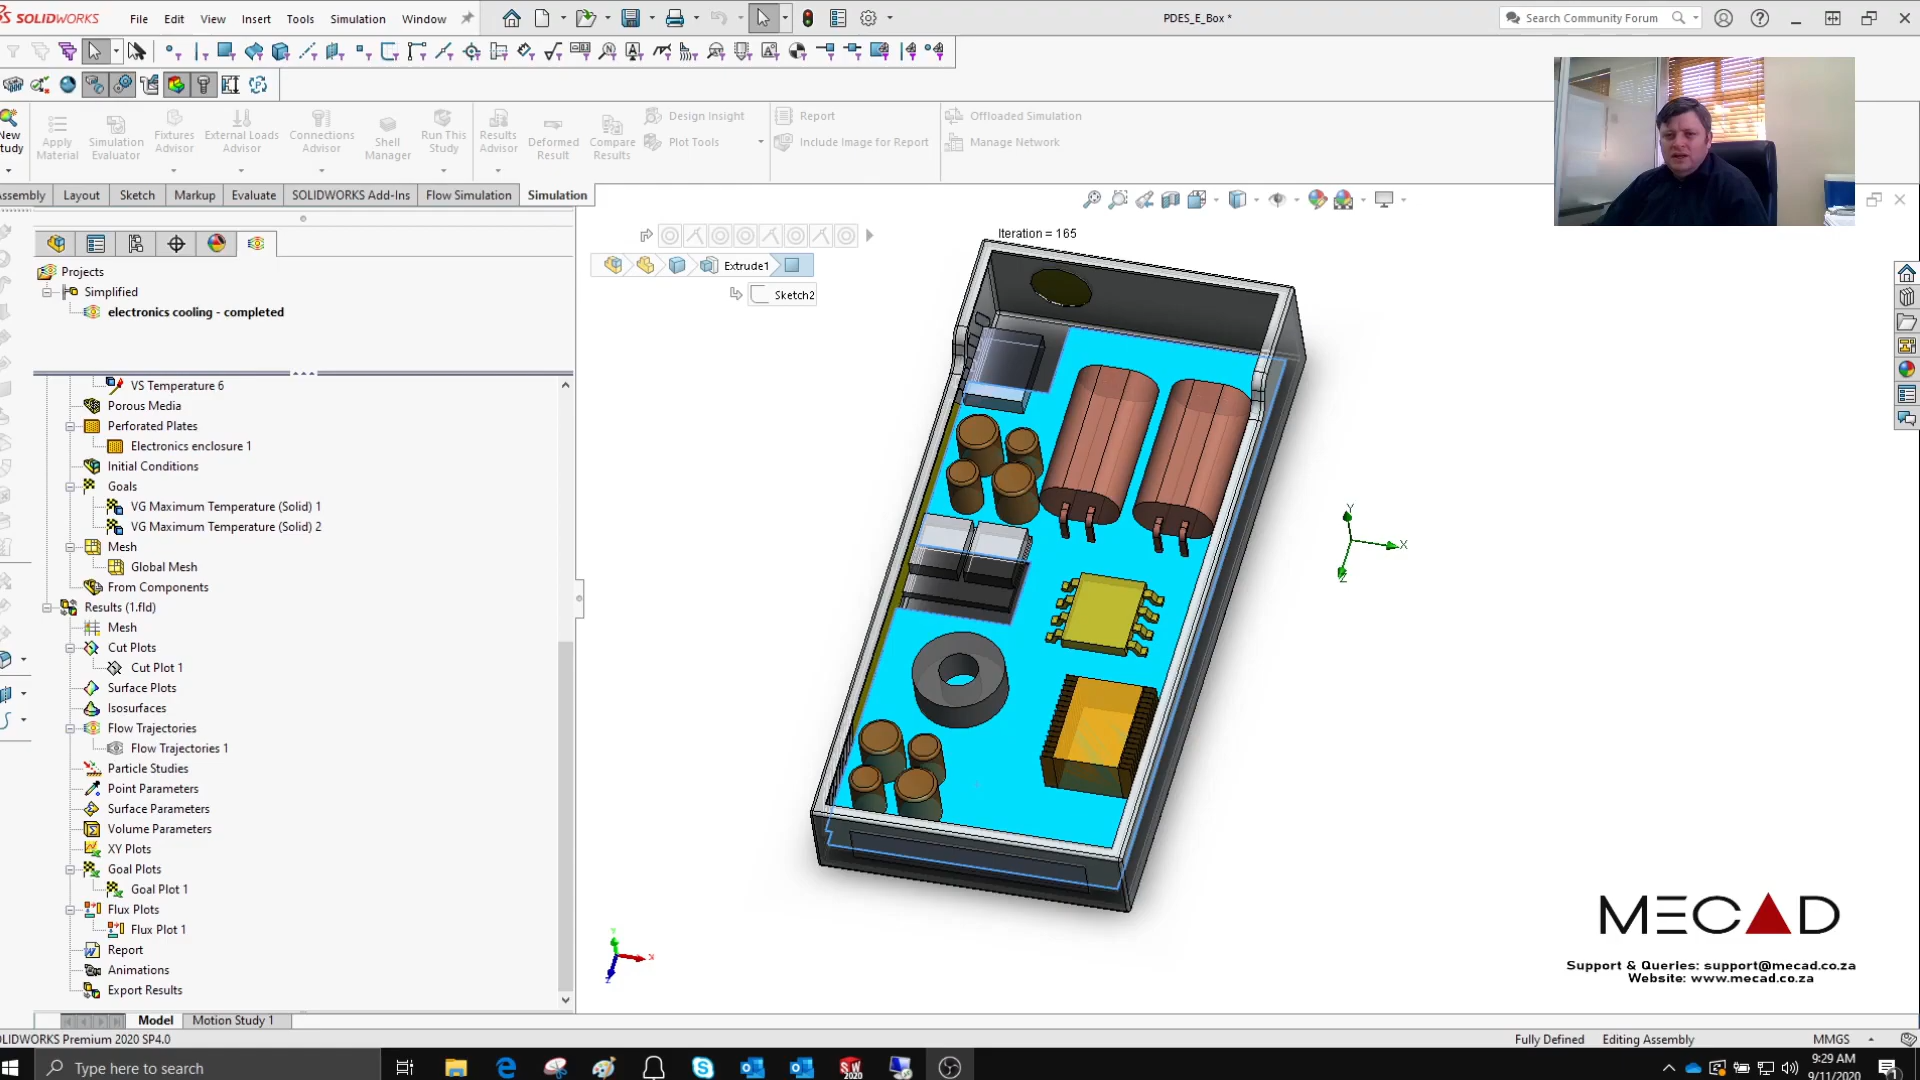 SOLIDWORKS
File Edit View Insert Tools Simulation Window
PDES_E_Box *
Search Community Forum
New
Study
Apply
Material
Simulation
Evaluator
Fixtures
Advisor
External Loads
Advisor
Connections
Advisor
Shell
Manager
Run This
Study
Results
Advisor
Deformed
Result
Compare
Results
Design Insight
Plot Tools
Report
Include Image for Report
Offloaded Simulation
Manage Network
Assembly Layout Sketch Markup Evaluate SOLIDWORKS Add-Ins Flow Simulation Simulation
Iteration = 165
Extrude1
Sketch2
Projects
Simplified
electronics cooling - completed
VS Temperature 6
Porous Media
Perforated Plates
Electronics enclosure 1
Initial Conditions
Goals
VG Maximum Temperature (Solid) 1
VG Maximum Temperature (Solid) 2
Mesh
Global Mesh
From Components
Results (1.fld)
Mesh
Cut Plots
Cut Plot 1
Surface Plots
Isosurfaces
Flow Trajectories
Flow Trajectories 1
Particle Studies
Point Parameters
Surface Parameters
Volume Parameters
XY Plots
Goal Plots
Goal Plot 1
Flux Plots
Flux Plot 1
Report
Animations
Export Results
Y
X
Z
Y
X
Z
MECAD
Support & Queries: support@mecad.co.za
Website: www.mecad.co.za
Model Motion Study 1
OLIDWORKS Premium 2020 SP4.0
Fully Defined Editing Assembly MMGS
Type here to search
SW
2020
9:29 AM
9/11/2020
1